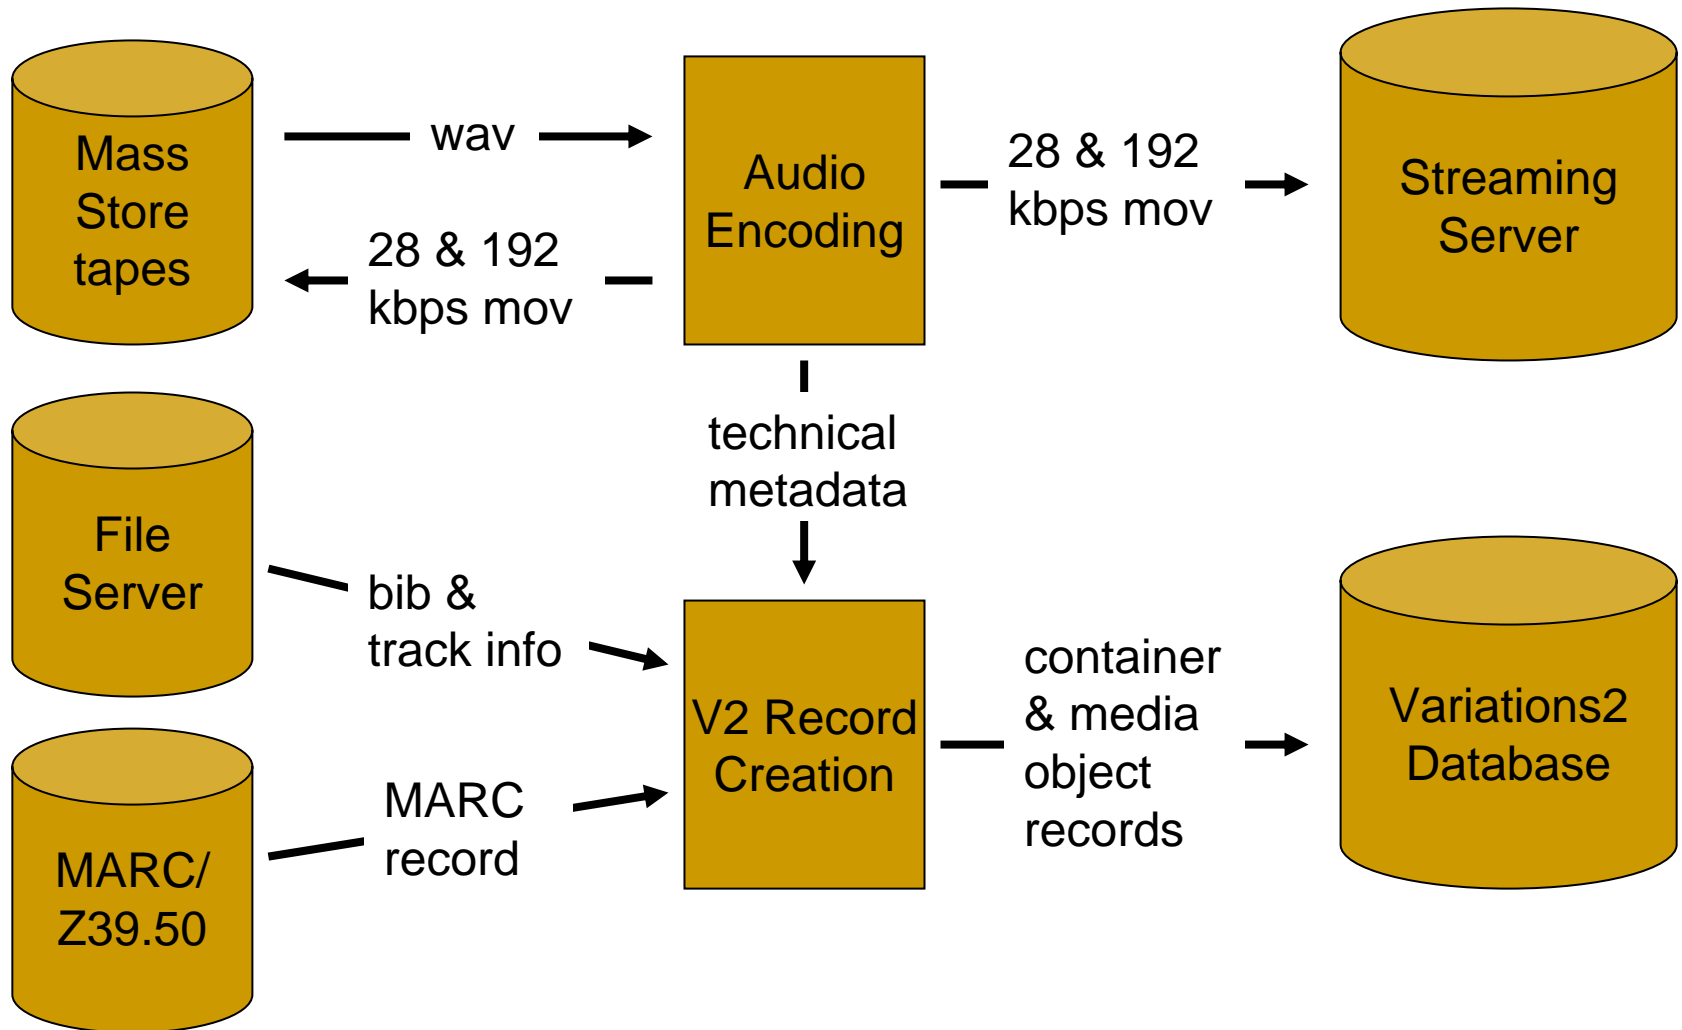 Mass
Store
tapes
wav
28 & 192
kbps mov
Audio
Encoding
28 & 192
kbps mov
Streaming
Server
technical
metadata
File
Server
bib &
track info
MARC/
Z39.50
MARC
record
V2 Record
Creation
container
& media
object
records
Variations2
Database